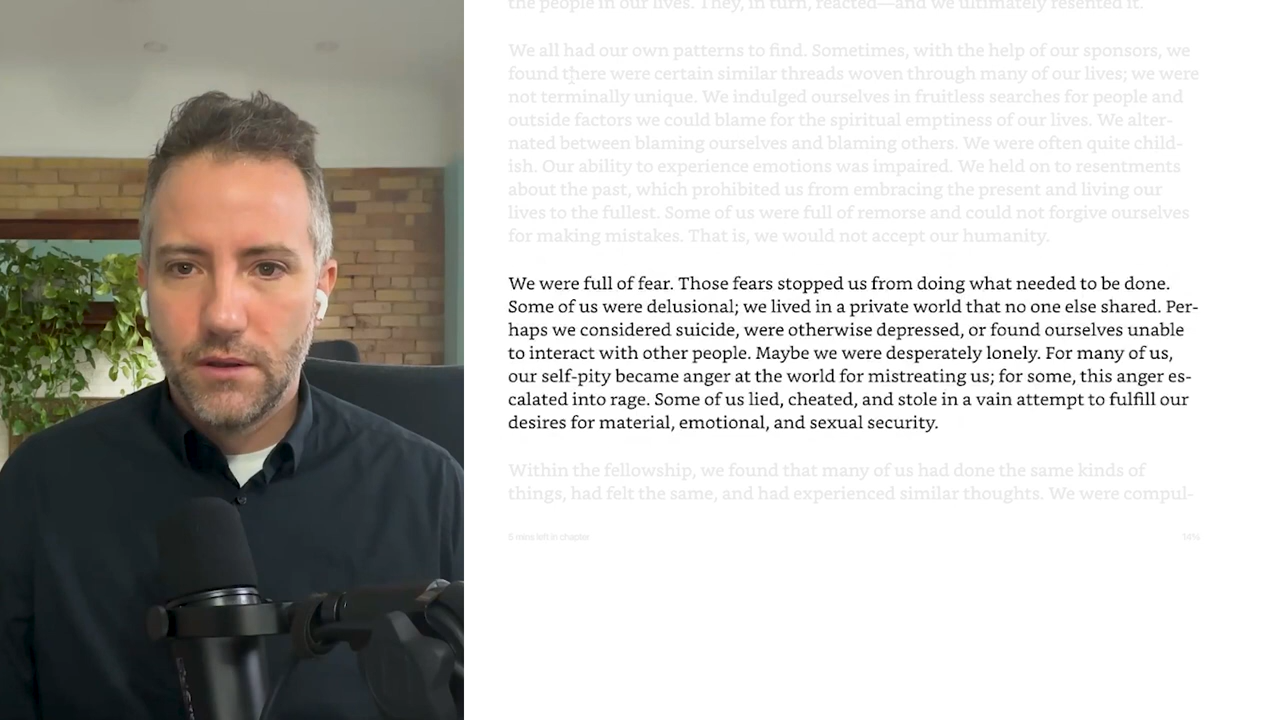 the people in our lives. They, in turn, reacted—and we ultimately resented it.
We all had our own patterns to find. Sometimes, with the help of our sponsors, we
found there were certain similar threads woven through many of our lives; we were
not terminally unique. We indulged ourselves in fruitless searches for people and
outside factors we could blame for the spiritual emptiness of our lives. We alter-
nated between blaming ourselves and blaming others. We were often quite child-
ish. Our ability to experience emotions was impaired. We held on to resentments
about the past, which prohibited us from embracing the present and living our
lives to the fullest. Some of us were full of remorse and could not forgive ourselves
for making mistakes. That is, we would not accept our humanity.
We were full of fear. Those fears stopped us from doing what needed to be done.
Some of us were delusional; we lived in a private world that no one else shared. Per-
haps we considered suicide, were otherwise depressed, or found ourselves unable
to interact with other people. Maybe we were desperately lonely. For many of us,
our self-pity became anger at the world for mistreating us; for some, this anger es-
calated into rage. Some of us lied, cheated, and stole in a vain attempt to fulfill our
desires for material, emotional, and sexual security.
Within the fellowship, we found that many of us had done the same kinds of
things, had felt the same, and had experienced similar thoughts. We were compul-
5 mins left in chapter
14%